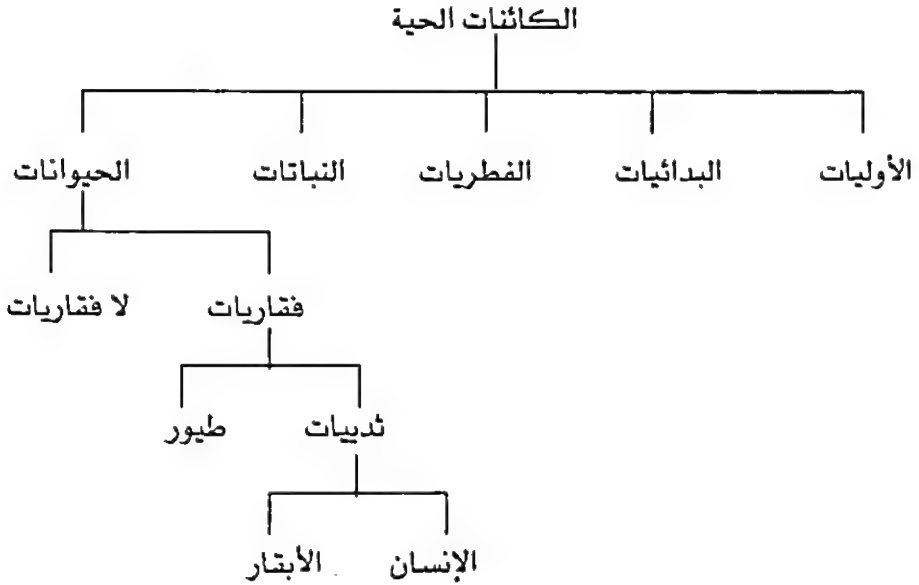 الكائنات الحية
الأوليات البدائيات الفطريات النباتات الحيوانات
فقاريات لا فقاريات
ثدييات طيور
الإنسان الأبقار